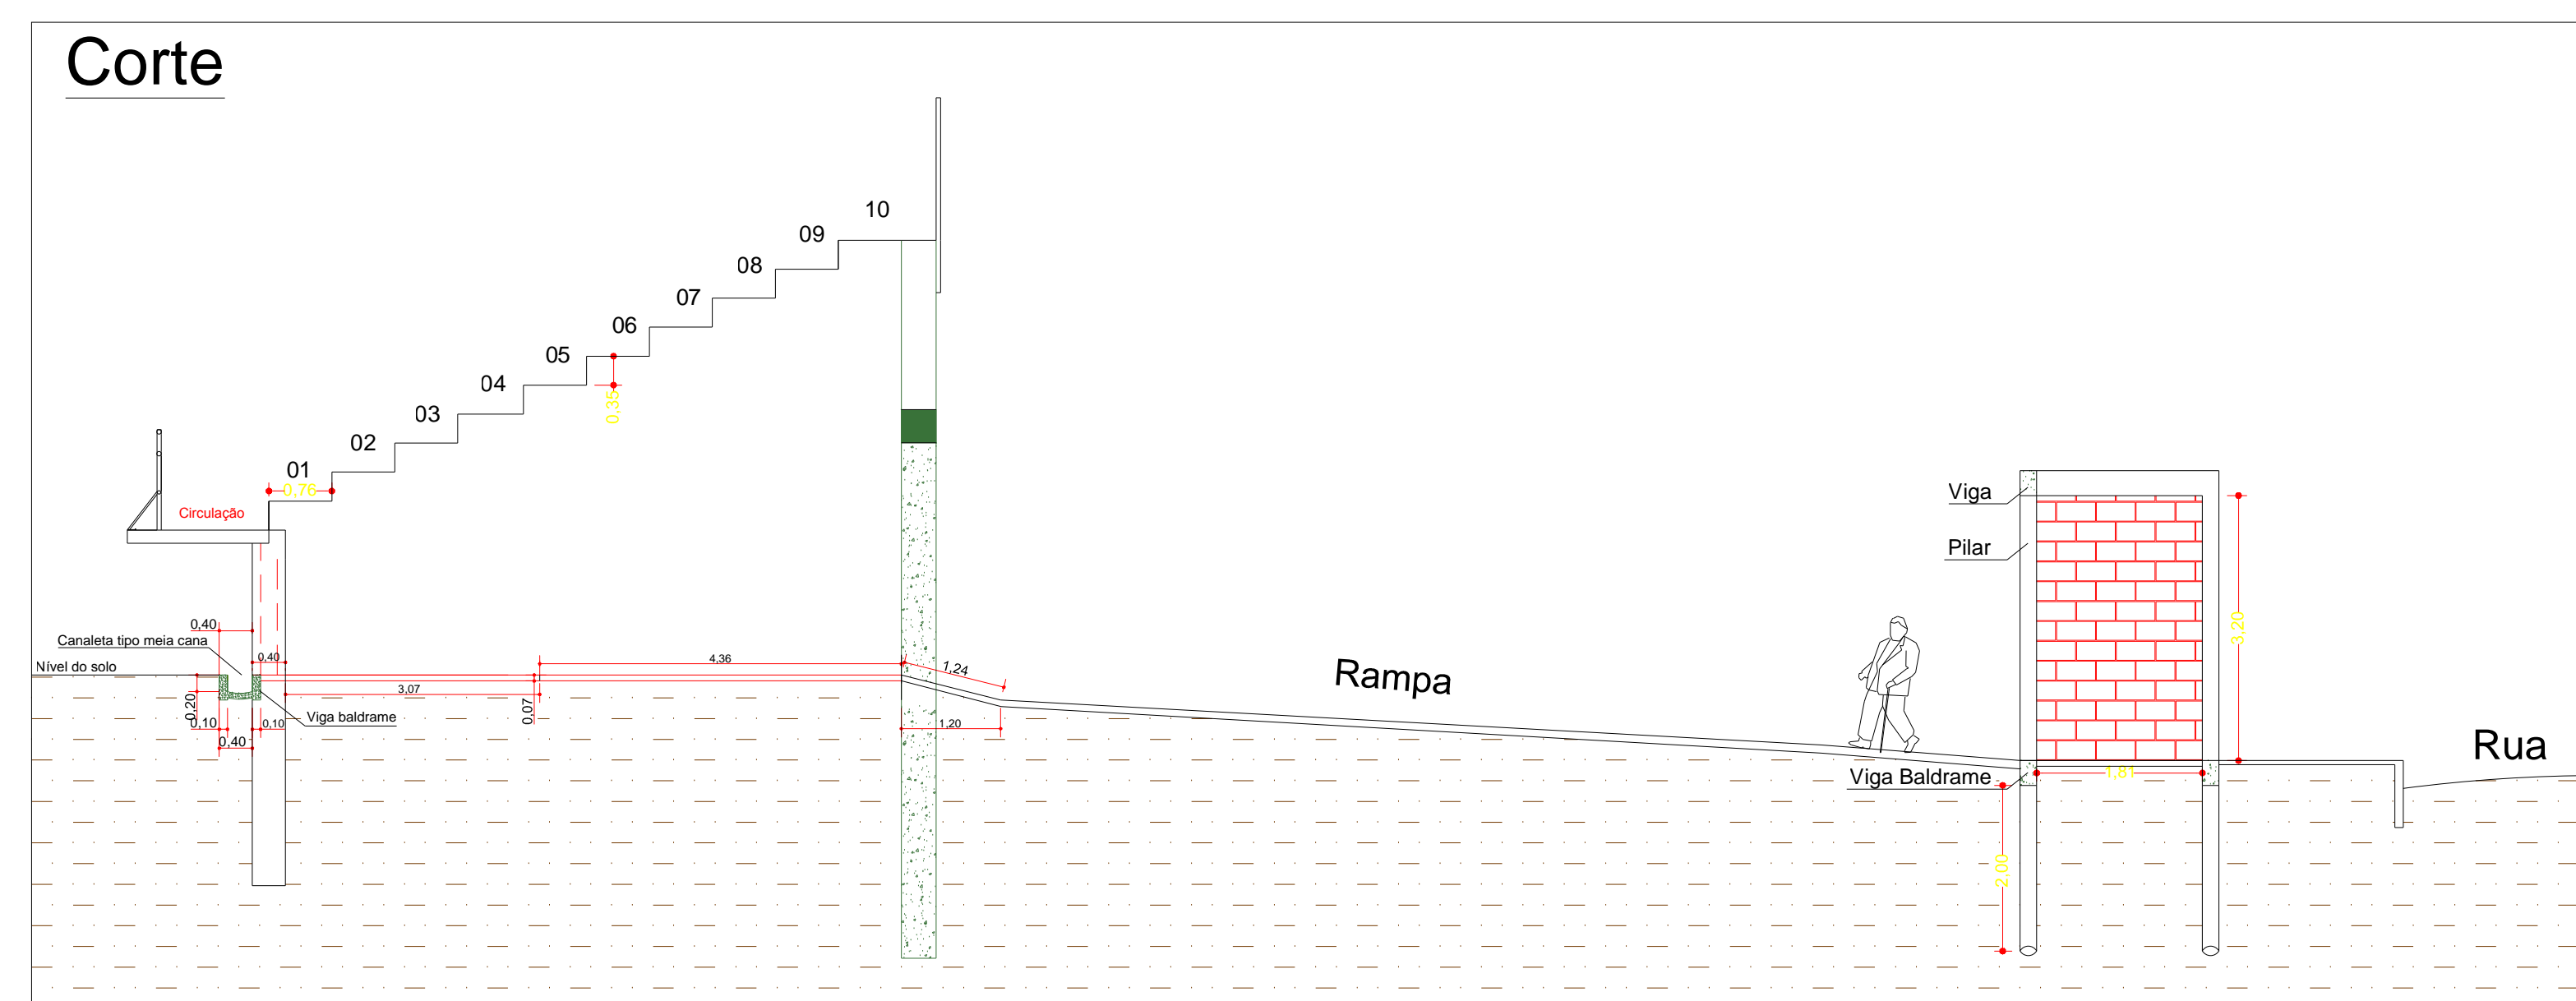 Corte
10
09
08
07
06
05
0,35
04
03
02
01
0,76
Circulação
Viga
Pilar
3,20
0,40
Canaleta tipo meia cana
Nível do solo
0,40
4,36
1,24
3,07
Rampa
0,20
0,07
0,10
0,10
Viga baldrame
1,20
0,40
Rua
Viga Baldrame
1,81
2,00